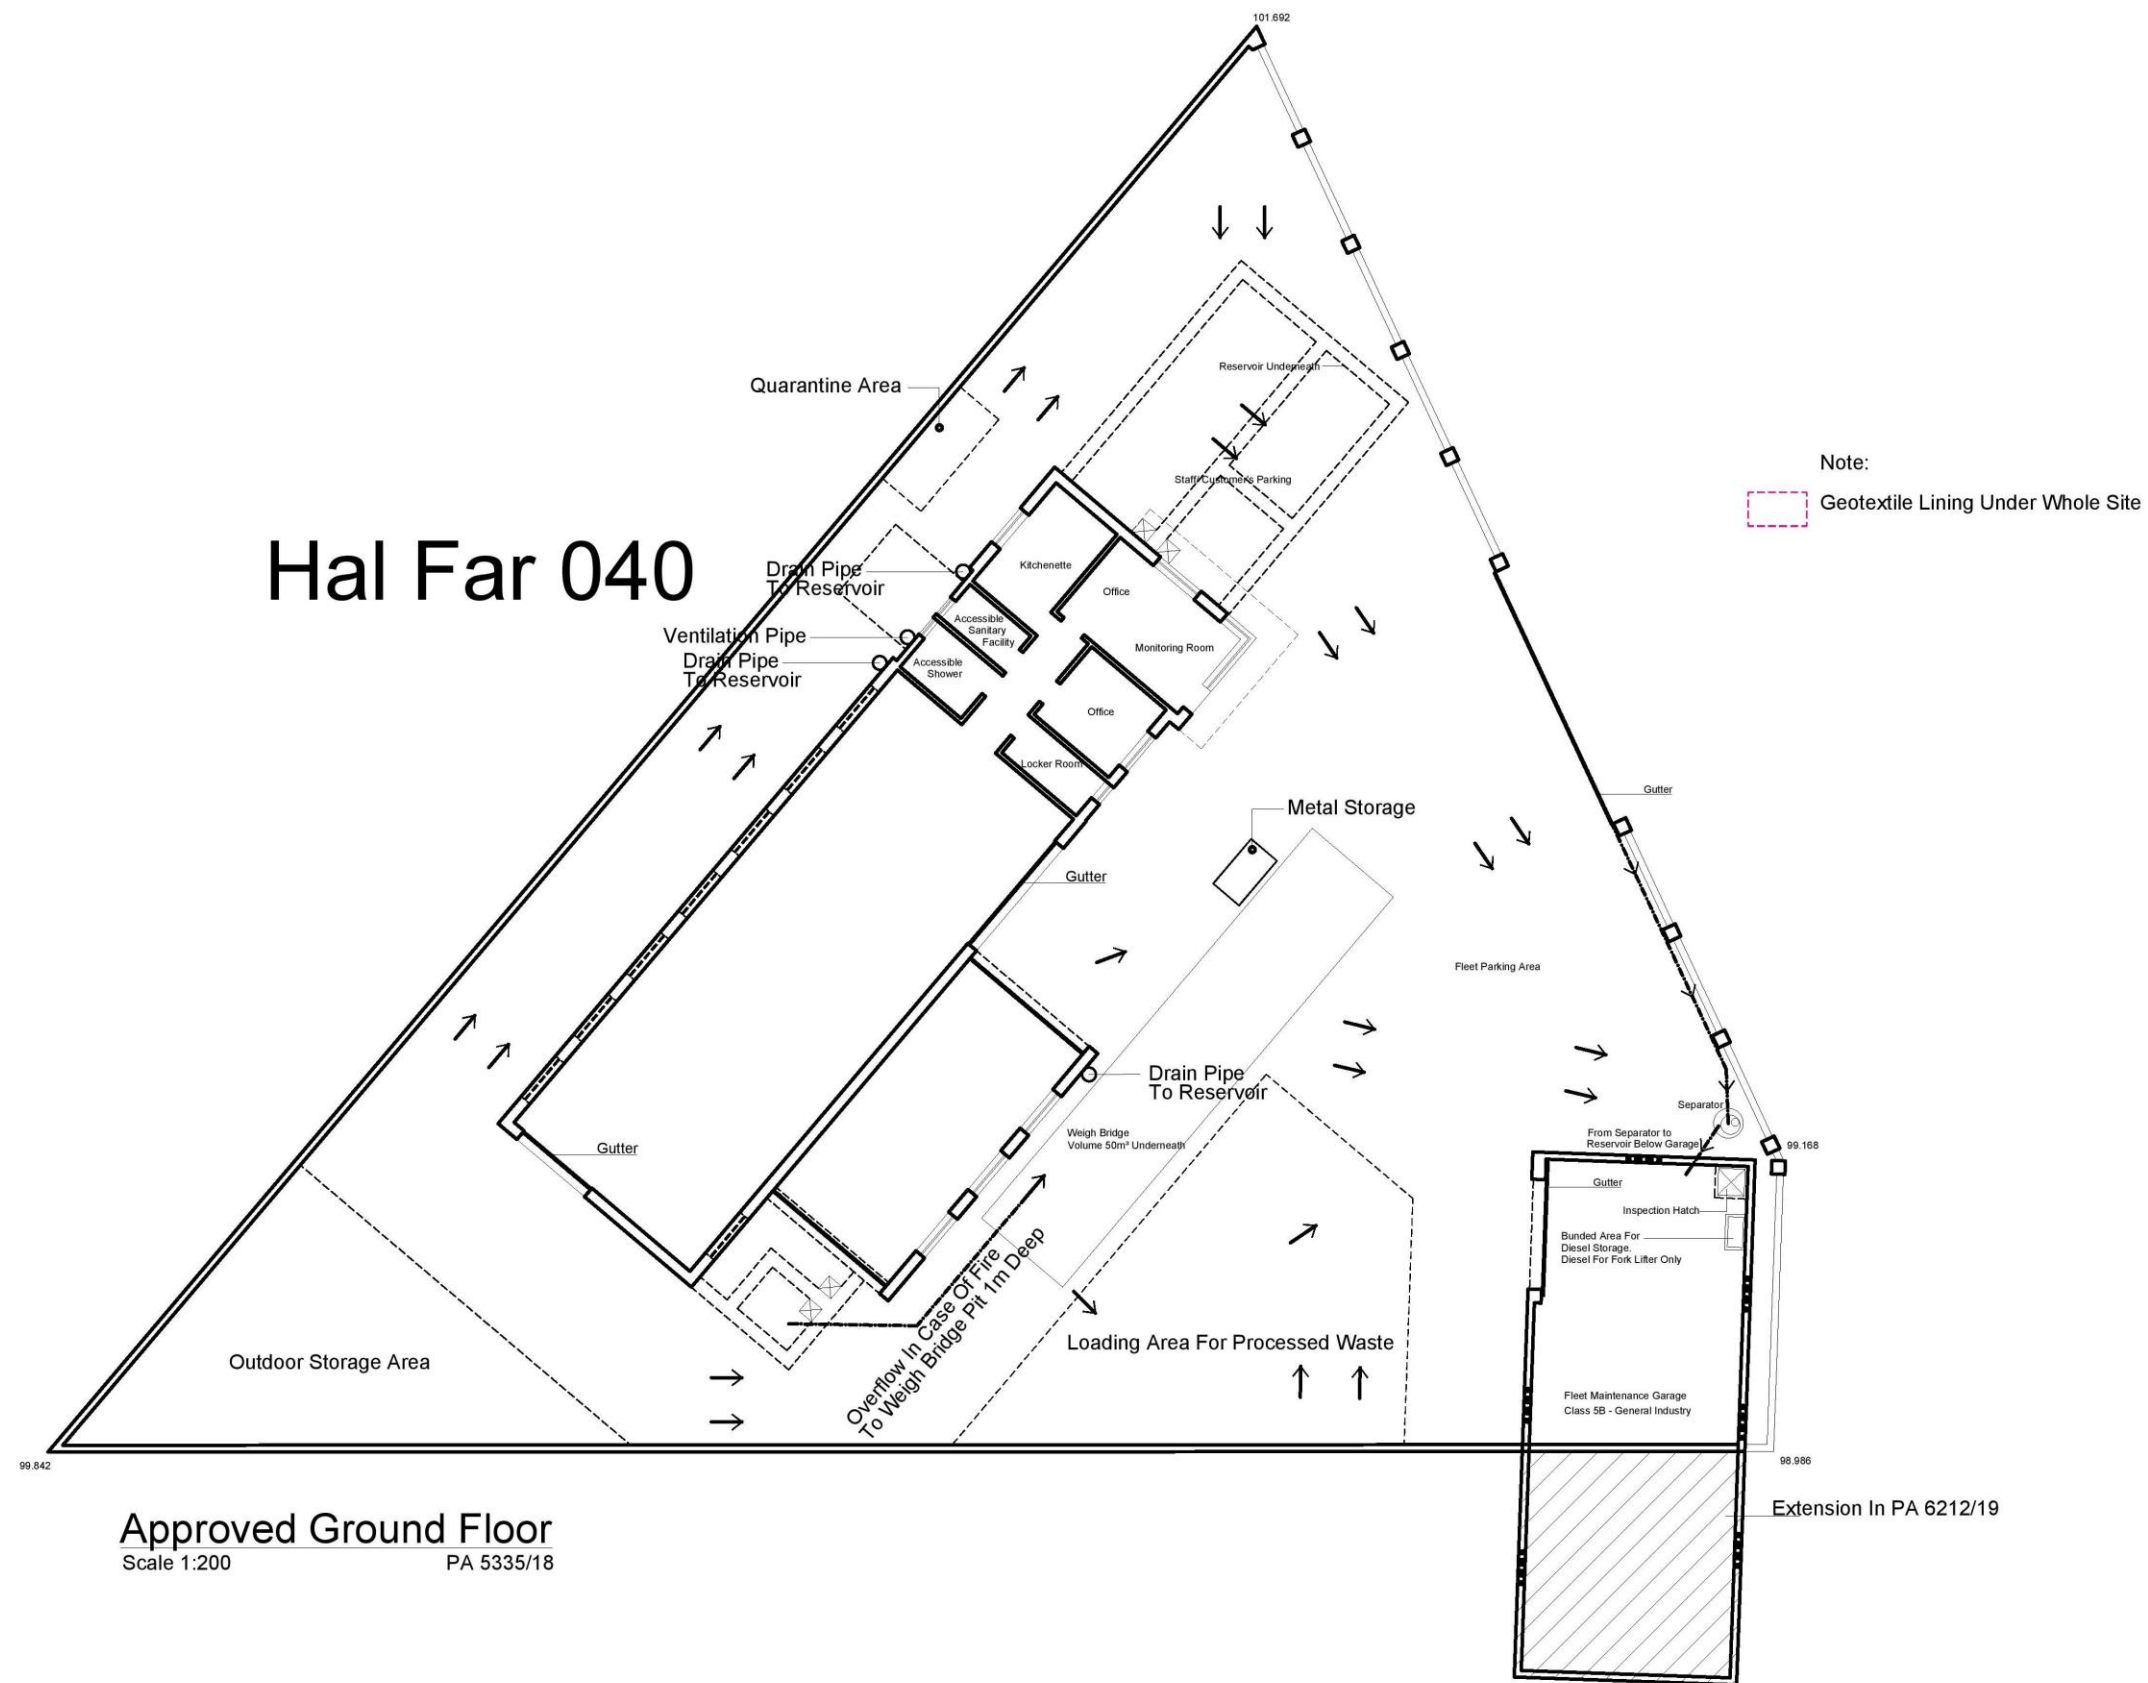 101.692
Reservoir Underneath
Quarantine Area
Note:
Geotextile Lining Under Whole Site
Staff/Customers Parking
Hal Far 040
Drain Pipe
To Reservoir
Kitchenette
Office
Accessible
Sanitary
Facility
Ventilation Pipe
Monitoring Room
Drain Pipe
To Reservoir
Accessible
Shower
Office
Locker Room
Gutter
Metal Storage
Gutter
Fleet Parking Area
Drain Pipe
To Reservoir
Separator
Weigh Bridge
Volume 50m³ Underneath
From Separator to
Reservoir Below Garage
99.168
Gutter
Gutter
Inspection Hatch
Bunded Area For
Diesel Storage.
Diesel For Fork Lifter Only
Overflow In Case Of Fire
To Weigh Bridge Pit 1m Deep
Loading Area For Processed Waste
Outdoor Storage Area
Fleet Maintenance Garage
Class 5B - General Industry
99.842
98.986
Extension In PA 6212/19
Approved Ground Floor
Scale 1:200 PA 5335/18